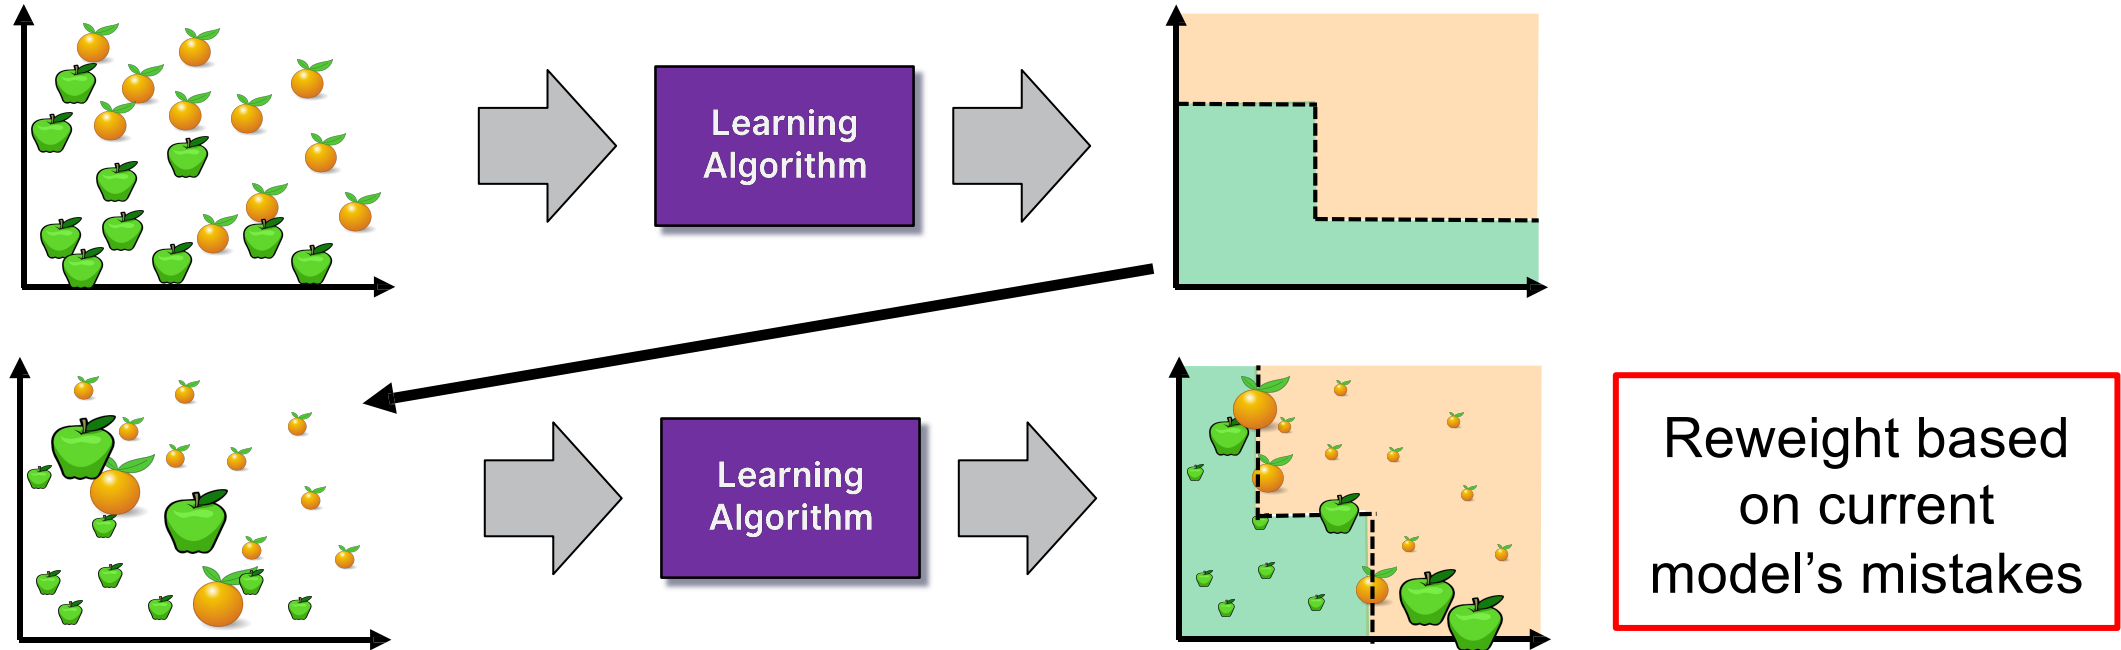 Learning
Algorithm
Learning
Algorithm
Reweight based
on current
model’s mistakes